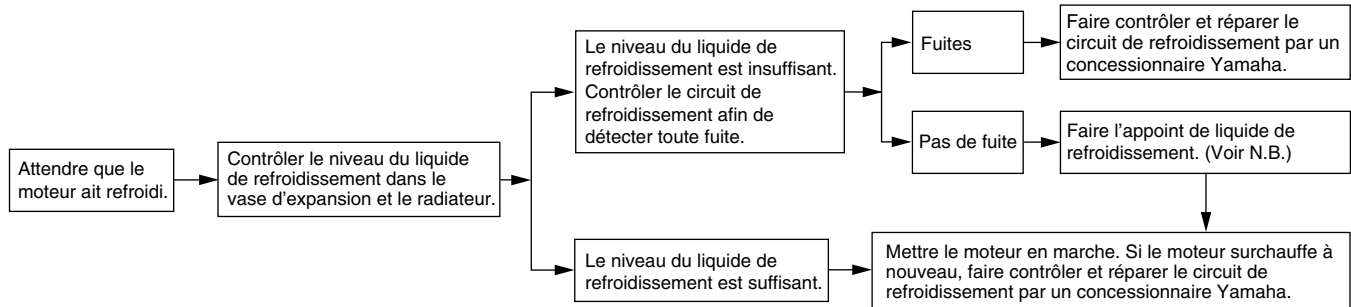 Attendre que le
moteur ait refroidi.
Contrôler le niveau du liquide
de refroidissement dans le
vase d'expansion et le radiateur.
Le niveau du liquide de
refroidissement est insuffisant.
Contrôler le circuit de
refroidissement afin de
détecter toute fuite.
Fuites
Faire contrôler et réparer le
circuit de refroidissement par un
concessionnaire Yamaha.
Pas de fuite
Faire l'appoint de liquide de
refroidissement. (Voir N.B.)
Le niveau du liquide de
refroidissement est suffisant.
Mettre le moteur en marche. Si le moteur surchauffe à
nouveau, faire contrôler et réparer le circuit de
refroidissement par un concessionnaire Yamaha.